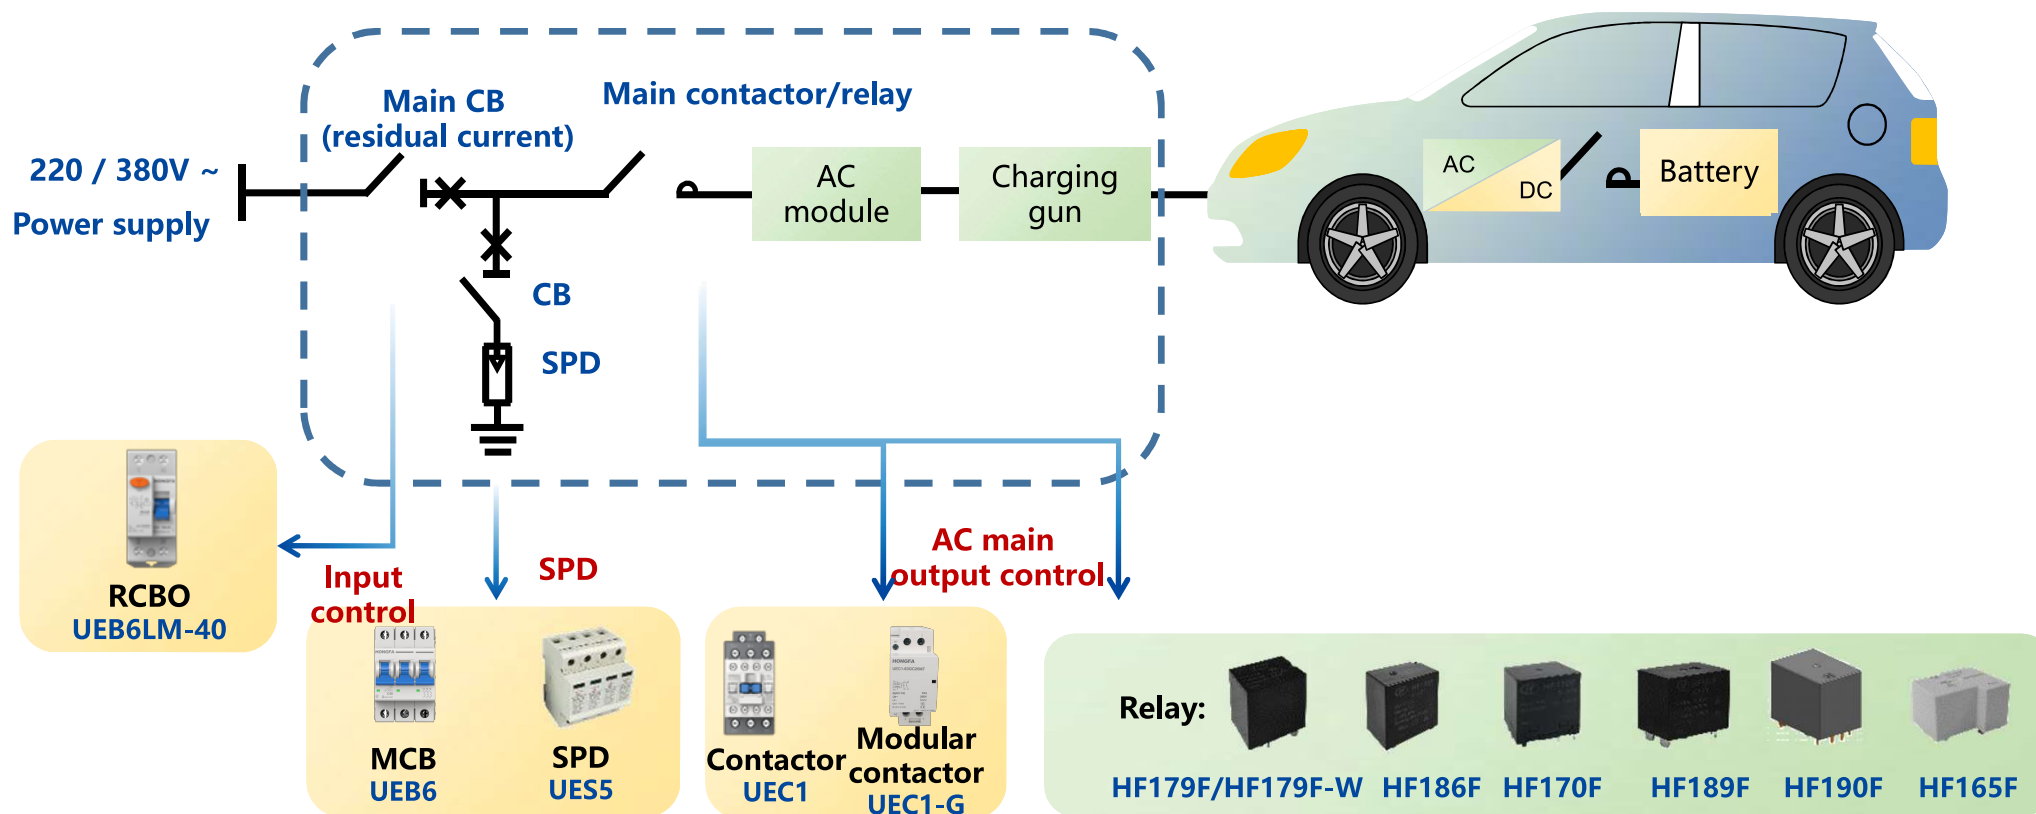 Main CB
(residual current)
Main contactor/relay
220 / 380V ~
Power supply
AC
module
Charging
gun
AC
DC
Battery
CB
SPD
Input
control
SPD
AC main
output control
RCBO
UEB6LM-40
HONGFA
MCB
UEB6
SPD
UES5
Contactor
UEC1
HONGFA
Modular
contactor
UEC1-G
Relay:
HF179F/HF179F-W
HF186F
HF170F
HF189F
HF190F
HF165F